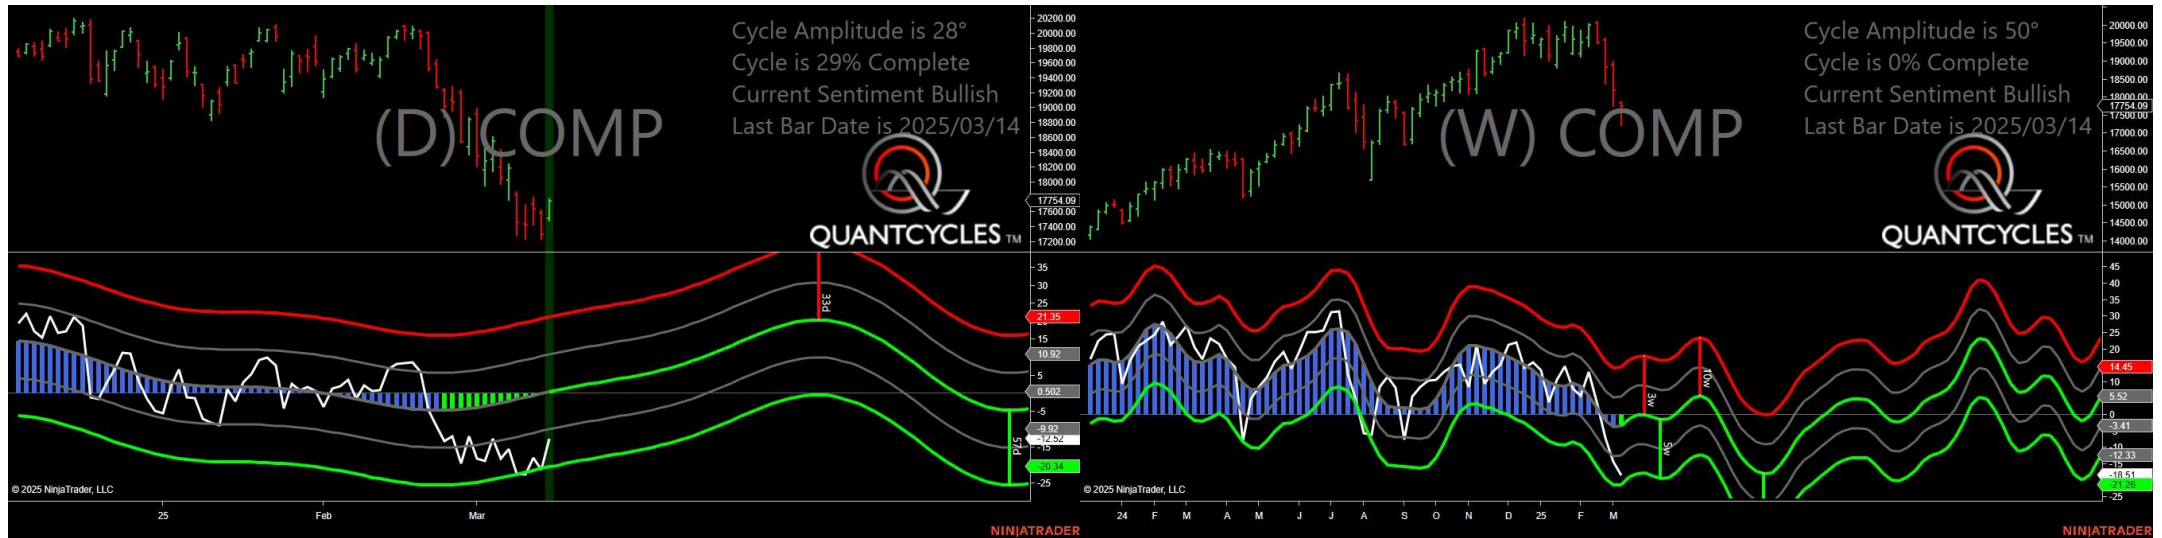 Cycle Amplitude is 28°
Cycle is 29% Complete
Current Sentiment Bullish
Last Bar Date is 2025/03/14
(D) COMP
QUANTCYCLES TM
20200.00
20000.00
19800.00
19600.00
19400.00
19200.00
19000.00
18800.00
18600.00
18400.00
18200.00
18000.00
17754.09
17600.00
17400.00
17200.00
35
30
25
21.35
15
10.92
5
0.502
-5
-9.92
-12.52
-15
-20.34
-25
33d
57d
© 2025 NinjaTrader, LLC
25
Feb
Mar
NINJATRADER
Cycle Amplitude is 50°
Cycle is 0% Complete
Current Sentiment Bullish
Last Bar Date is 2025/03/14
(W) COMP
QUANTCYCLES TM
20000.00
19500.00
19000.00
18500.00
18000.00
17754.09
17500.00
17000.00
16500.00
16000.00
15500.00
15000.00
14500.00
14000.00
45
40
35
30
25
20
14.45
10
5.52
0
-3.41
-12.33
-15
-18.51
-21.26
-25
3w
5w
10w
© 2025 NinjaTrader, LLC
24 F M A M J J A S O N D 25 F M
NINJATRADER